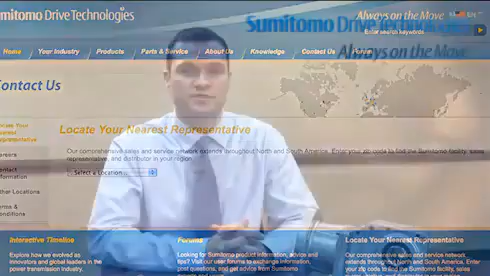 Sumitomo Drive Technologies
Always on the Move
Sumitomo Drive Technologies
Always on the Move
Enter search keywords
Home Your Industry Products Parts & Service About Us Knowledge Contact Us
Contact Us
Locate Your Nearest Representative
Our comprehensive sales and service network extends throughout North and South America. Enter your zip code to find the Sumitomo facility, sales
representative, and distributor in your region.
Select a Location
Careers
Contact
Information
Other Locations
Terms &
Conditions
Interactive Timeline
Explore how we evolved as
innovators and global leaders in the
power transmission industry.
Forums
Looking for Sumitomo product information, advice and
tips? Visit our user forums to exchange information,
post questions, and get advice from Sumitomo
Locate Your Nearest Representative
Our comprehensive sales and service network
extends throughout North and South America. Enter
your zip code to find the Sumitomo facility, sales